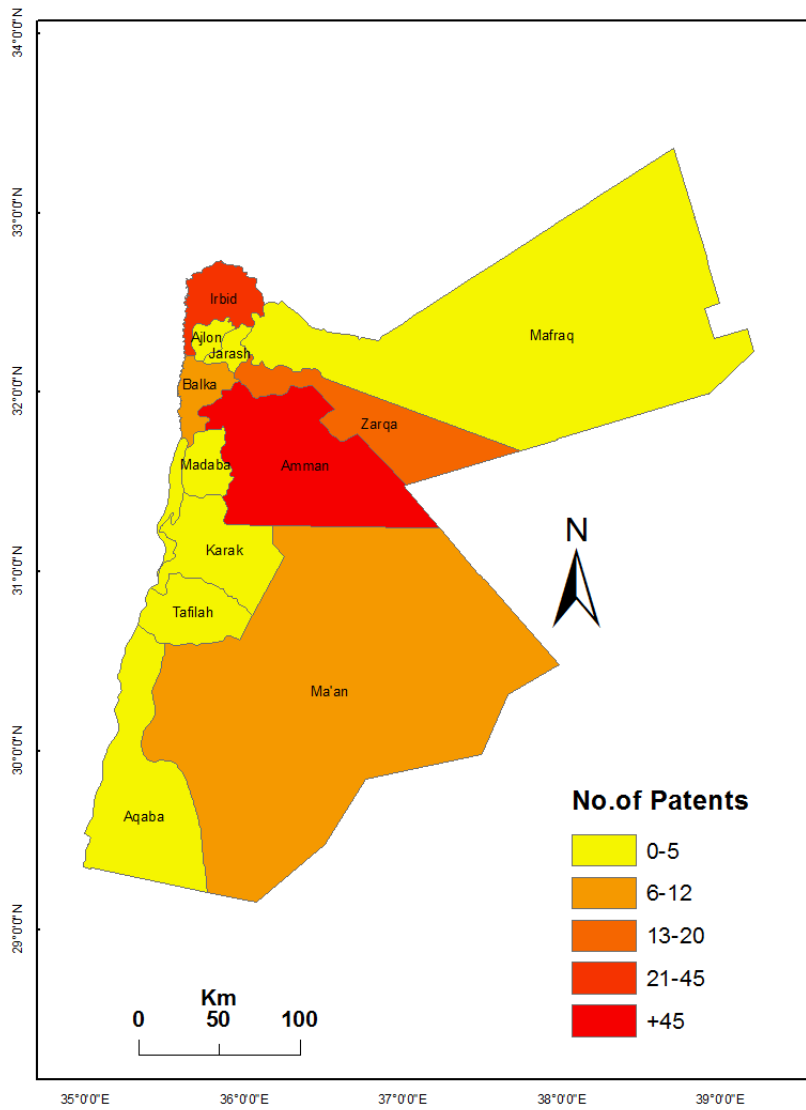 34°0'0"N
33°0'0"N
32°0'0"N
31°0'0"N
30°0'0"N
29°0'0"N
Irbid
Ajlon
Jarash
Mafraq
Balka
Zarqa
Madaba
Amman
Karak
Tafilah
Ma'an
Aqaba
N
No.of Patents
0-5
6-12
13-20
21-45
+45
Km
0 50 100
35°0'0"E 36°0'0"E 37°0'0"E 38°0'0"E 39°0'0"E